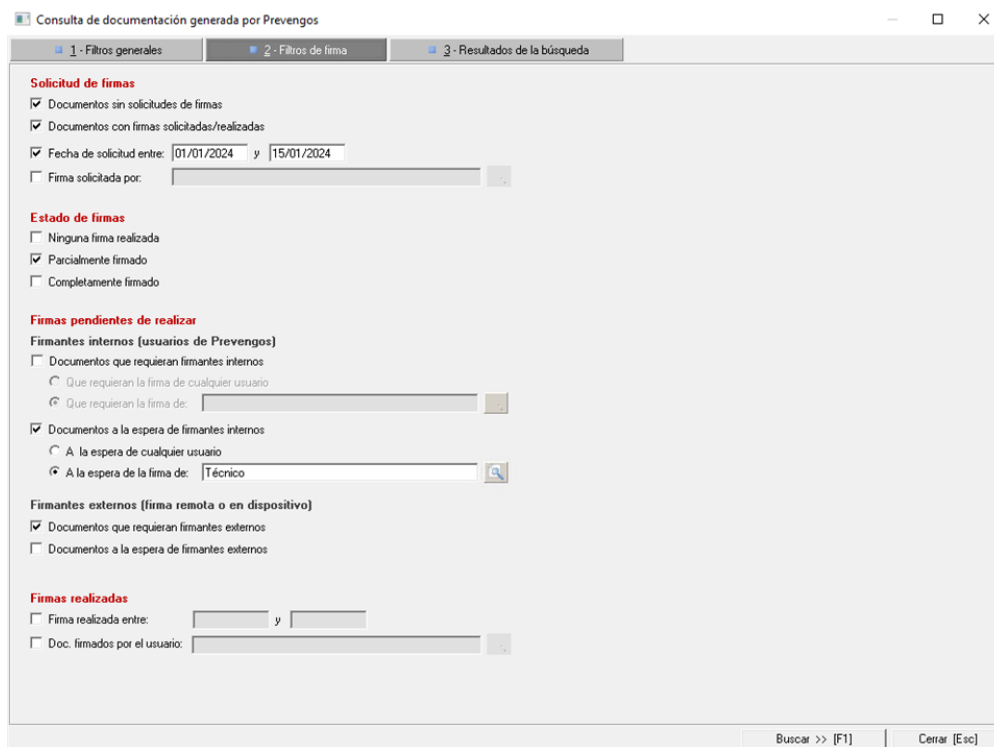 Consulta de documentación generada por Prevengos
1 - Filtros generales 2 - Filtros de firma 3 - Resultados de la búsqueda
Solicitud de firmas
Documentos sin solicitudes de firmas
Documentos con firmas solicitadas/realizadas
Fecha de solicitud entre: 01/01/2024 y 15/01/2024
Firma solicitada por:
Estado de firmas
Ninguna firma realizada
Parcialmente firmado
Completamente firmado
Firmas pendientes de realizar
Firmantes internos (usuarios de Prevengos)
Documentos que requieran firmantes internos
Que requieran la firma de cualquier usuario
Que requieran la firma de:
Documentos a la espera de firmantes internos
A la espera de cualquier usuario
A la espera de la firma de: Técnico
Firmantes externos (firma remota o en dispositivo)
Documentos que requieran firmantes externos
Documentos a la espera de firmantes externos
Firmas realizadas
Firma realizada entre: y
Doc. firmados por el usuario:
Buscar >> [F1] Cerrar [Esc]